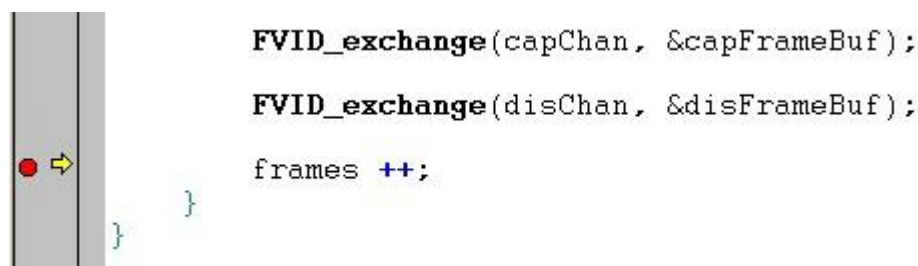 FVID_exchange(capChan, &capFrameBuf);
FVID_exchange(disChan, &disFrameBuf);
frames ++;
}
}